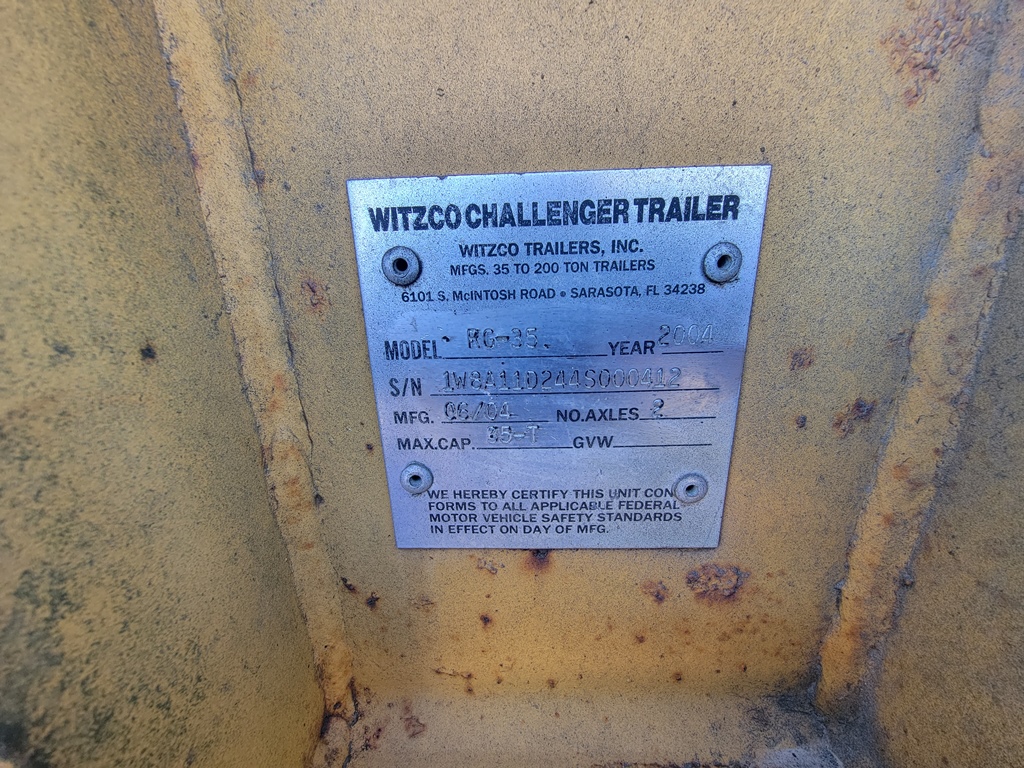 WITZCO CHALLENGER TRAILER
WITZCO TRAILERS, INC.
MFGS. 35 TO 200 TON TRAILERS
6101 S. McINTOSH ROAD • SARASOTA, FL 34238
MODEL RG-35 YEAR 2004
S/N 1W8A110244S000412
MFG. 06/04 NO.AXLES 2
MAX.CAP. 35-T GVW
WE HEREBY CERTIFY THIS UNIT CON
FORMS TO ALL APPLICABLE FEDERAL
MOTOR VEHICLE SAFETY STANDARDS
IN EFFECT ON DAY OF MFG.